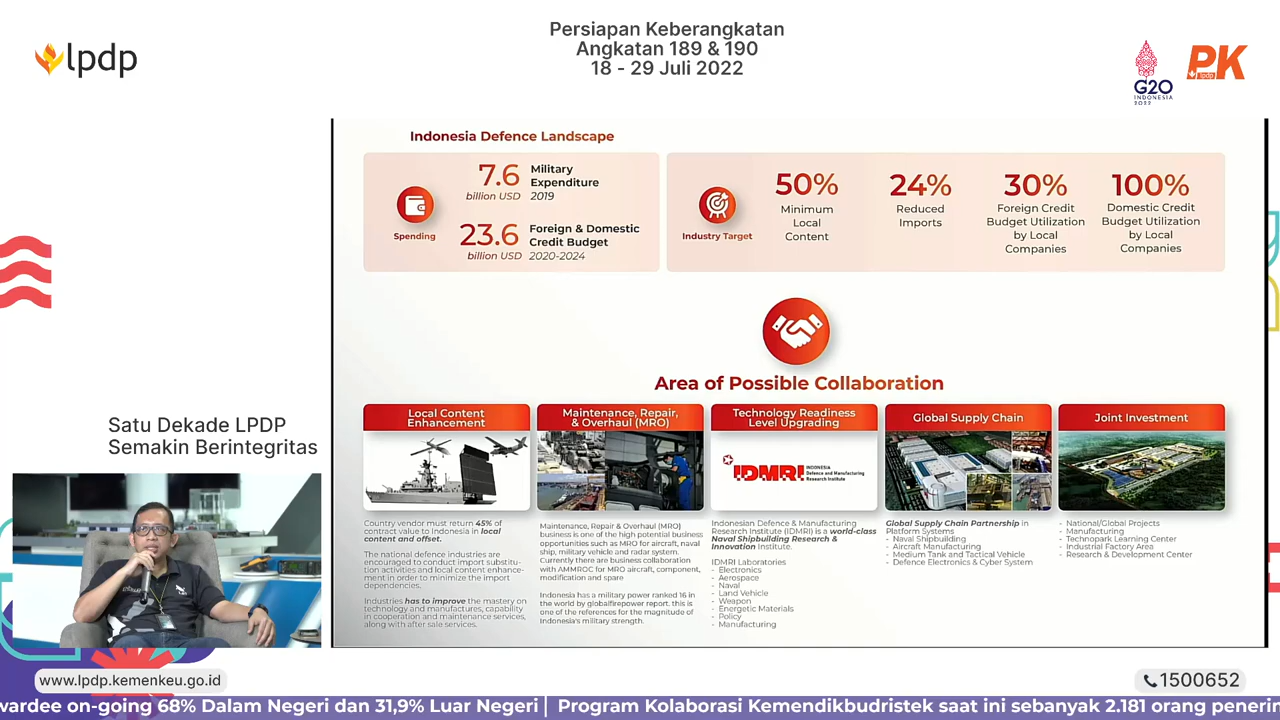 lpdp
Persiapan Keberangkatan
Angkatan 189 & 190
18 - 29 Juli 2022
G20
INDONESIA
2022
PK
lpdp
Indonesia Defence Landscape
Spending
7.6
billion USD
Military
Expenditure
2019
23.6
billion USD
Foreign & Domestic
Credit Budget
2020-2024
Industry Target
50%
Minimum
Local
Content
24%
Reduced
Imports
30%
Foreign Credit
Budget Utilization
by Local
Companies
100%
Domestic Credit
Budget Utilization
by Local
Companies
Area of Possible Collaboration
Local Content
Enhancement
Country vendor must return 45% of
contract value to Indonesia in local
content and offset.
The national defence industries are
encouraged to conduct import substitu-
tion activities and local content enhance-
ment in order to minimize the import
dependencies.
Industries has to improve the mastery on
technology and manufactures, capability
in cooperation and maintenance services,
along with after sale services.
Maintenance, Repair,
& Overhaul (MRO)
Maintenance, Repair & Overhaul (MRO)
business is one of the high potential business
opportunities such as MRO for aircraft, naval
ship, military vehicle and radar system.
Currently there are business collaboration
with AMMROC for MRO aircraft, component,
modification and spare
Indonesia has a military power ranked 16 in
the world by globalfirepower report. this is
one of the references for the magnitude of
Indonesia's military strength.
Technology Readiness
Level Upgrading
IDMRI
INDONESIA
Defence and Manufacturing
Research Institute
Indonesian Defence & Manufacturing
Research Institute (IDMRI) is a world-class
Naval Shipbuilding Research &
Innovation Institute.
IDMRI Laboratories
- Electronics
- Aerospace
- Naval
- Land Vehicle
- Weapon
- Energetic Materials
- Policy
- Manufacturing
Global Supply Chain
Global Supply Chain Partnership in
Platform Systems
- Naval Shipbuilding
- Aircraft Manufacturing
- Medium Tank and Tactical Vehicle
- Defence Electronics & Cyber System
Joint Investment
- National/Global Projects
- Manufacturing
- Technopark Learning Center
- Industrial Factory Area
- Research & Development Center
Satu Dekade LPDP
Semakin Berintegritas
www.lpdp.kemenkeu.go.id
1500652
wardee on-going 68% Dalam Negeri dan 31,9% Luar Negeri | Program Kolaborasi Kemendikbudristek saat ini sebanyak 2.181 orang penerin